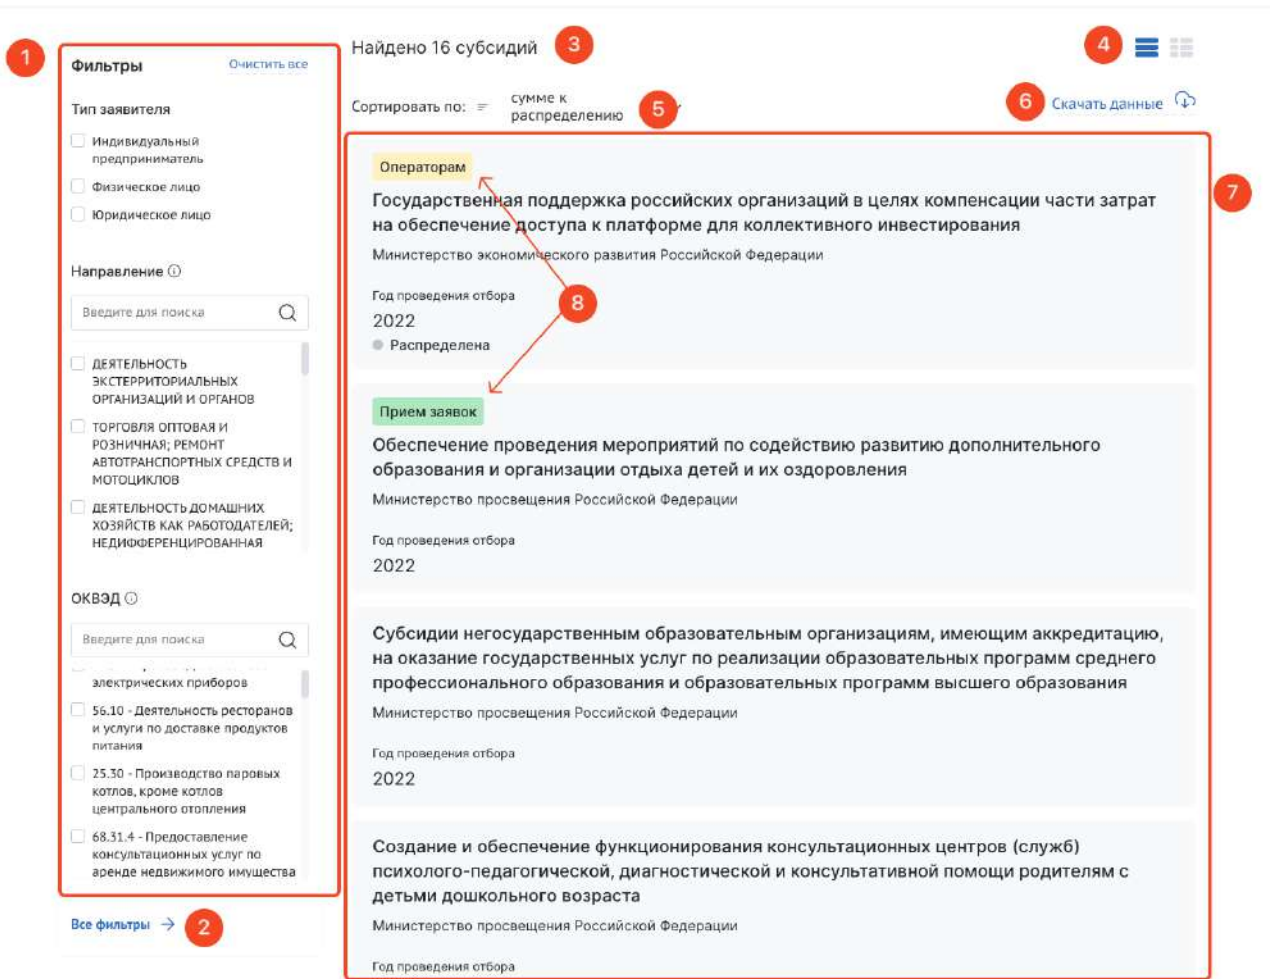 1
Фильтры
Очистить все
Тип заявителя
Индивидуальный
предприниматель
Физическое лицо
Юридическое лицо
Направление
Введите для поиска
ДЕЯТЕЛЬНОСТЬ
ЭКСТЕРРИТОРИАЛЬНЫХ
ОРГАНИЗАЦИЙ И ОРГАНОВ
ТОРГОВЛЯ ОПТОВАЯ И
РОЗНИЧНАЯ; РЕМОНТ
АВТОТРАНСПОРТНЫХ СРЕДСТВ И
МОТОЦИКЛОВ
ДЕЯТЕЛЬНОСТЬ ДОМАШНИХ
ХОЗЯЙСТВ КАК РАБОТОДАТЕЛЕЙ;
НЕДИФФЕРЕНЦИРОВАННАЯ
ОКВЭД
Введите для поиска
электрических приборов
56.10 - Деятельность ресторанов
и услуги по доставке продуктов
питания
25.30 - Производство паровых
котлов, кроме котлов
центрального отопления
68.31.4 - Предоставление
консультационных услуг по
аренде недвижимого имущества
Все фильтры
2
Найдено 16 субсидий
3
4
Сортировать по:
сумме к
распределению
5
6
Скачать данные
7
Операторам
Государственная поддержка российских организаций в целях компенсации части затрат
на обеспечение доступа к платформе для коллективного инвестирования
Министерство экономического развития Российской Федерации
Год проведения отбора
2022
Распределена
8
Прием заявок
Обеспечение проведения мероприятий по содействию развитию дополнительного
образования и организации отдыха детей и их оздоровления
Министерство просвещения Российской Федерации
Год проведения отбора
2022
Субсидии негосударственным образовательным организациям, имеющим аккредитацию,
на оказание государственных услуг по реализации образовательных программ среднего
профессионального образования и образовательных программ высшего образования
Министерство просвещения Российской Федерации
Год проведения отбора
2022
Создание и обеспечение функционирования консультационных центров (служб)
психолого-педагогической, диагностической и консультативной помощи родителям с
детьми дошкольного возраста
Министерство просвещения Российской Федерации
Год проведения отбора